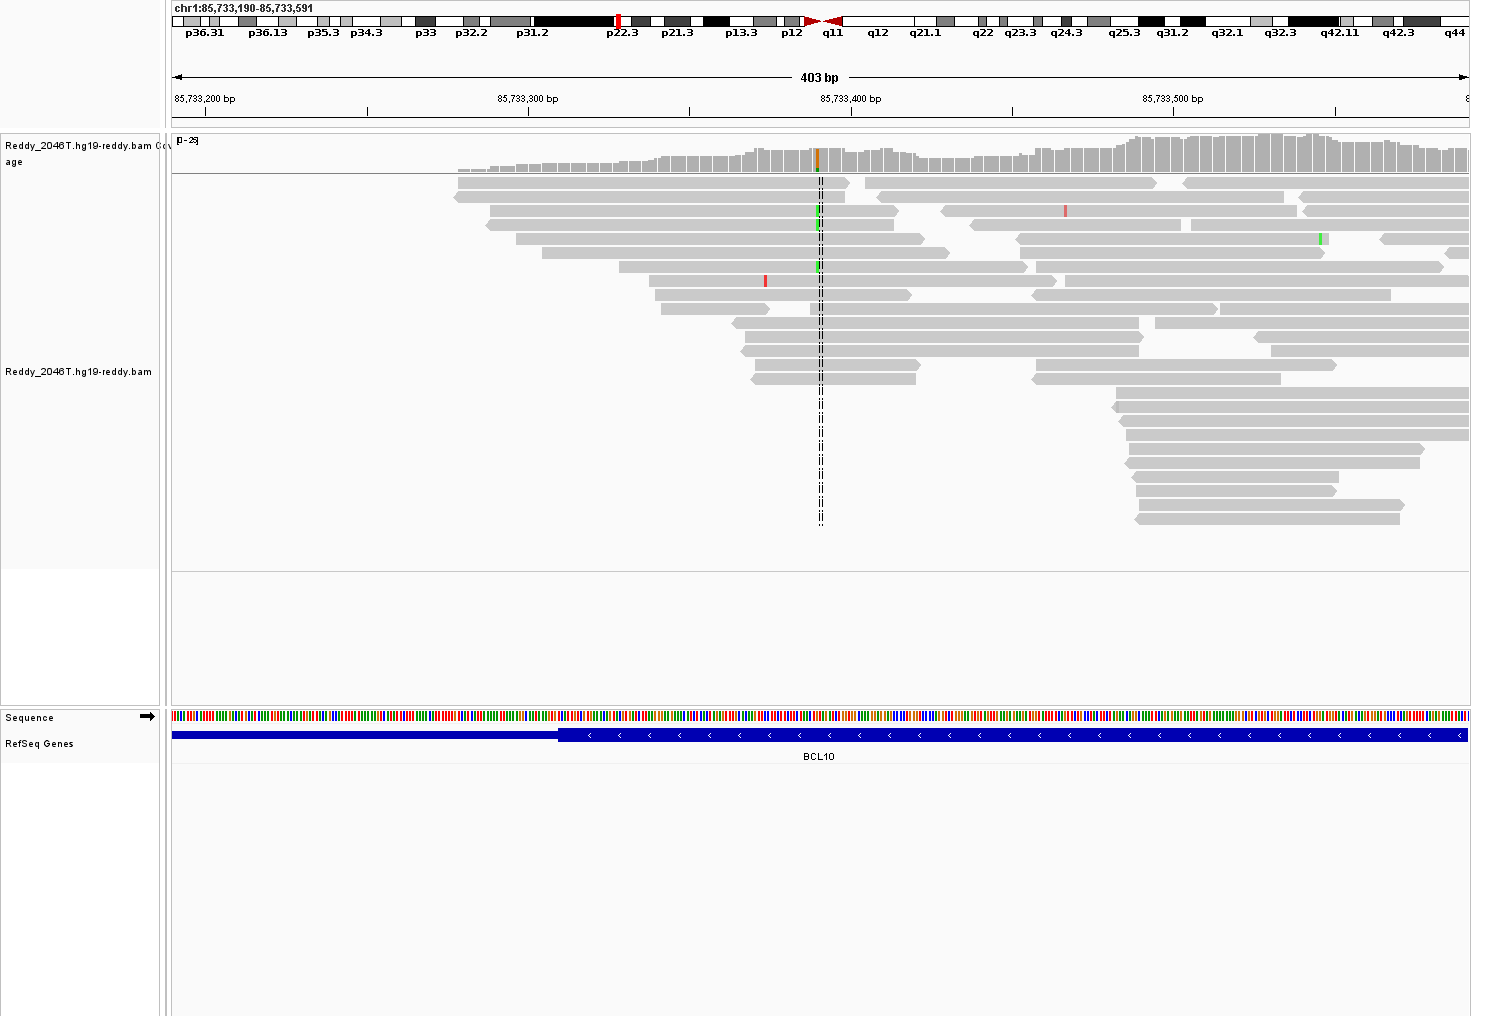 chr1:85,733,190-85,733,591
p36.31 p36.13 p35.3 p34.3 p33 p32.2 p31.2 p22.3 p21.3 p13.3 p12 q11 q12 q21.1 q22 q23.3 q24.3 q25.3 q31.2 q32.1 q32.3 q42.11 q42.3 q44
403 bp
85,733,200 bp 85,733,300 bp 85,733,400 bp 85,733,500 bp 8
Reddy_2046T.hg19-reddy.bam Cov
age
[0-25]
Reddy_2046T.hg19-reddy.bam
Sequence
RefSeq Genes
BCL10